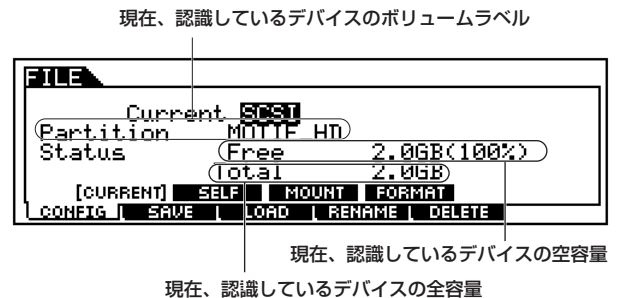 現在、認識しているデバイスのボリュームラベル
FILE
Current SCSI
Partition MOTIF HD
Status Free 2.0GB(100%)
Total 2.0GB
[CURRENT] SELF MOUNT FORMAT
CONFIG SAVE LOAD RENAME DELETE
現在、認識しているデバイスの空容量
現在、認識しているデバイスの全容量